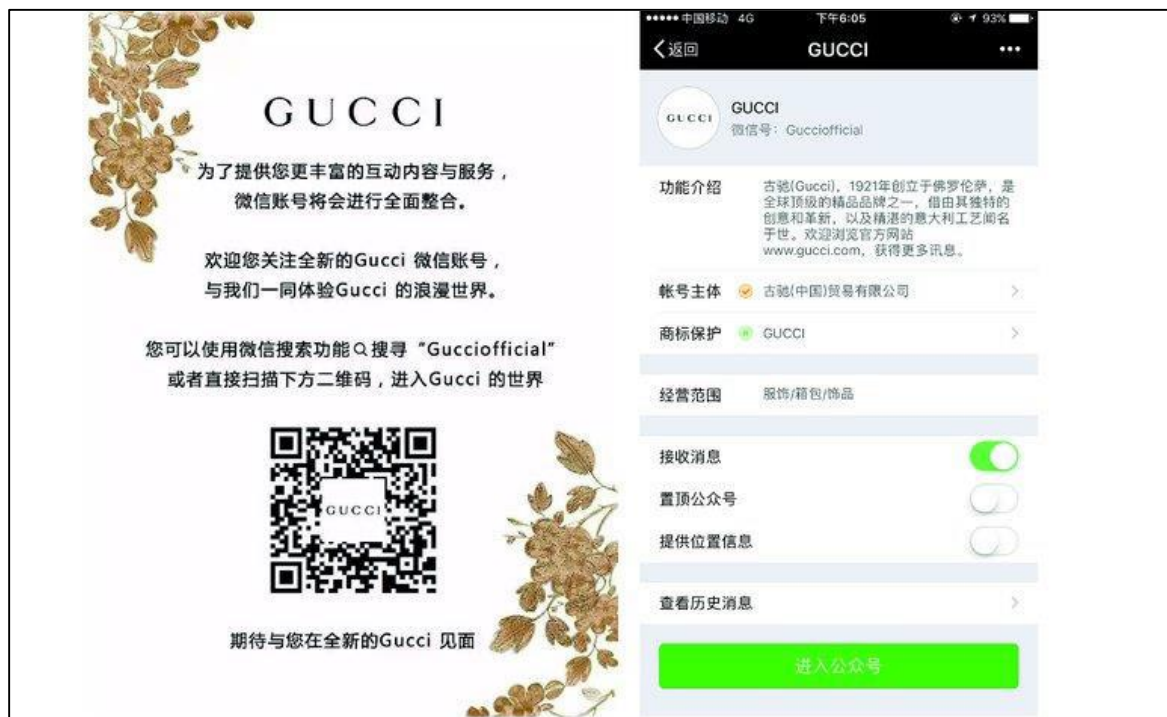 GUCCI
为了提供您更丰富的互动内容与服务，
微信账号将会进行全面整合。
欢迎您关注全新的Gucci 微信账号，
与我们一同体验Gucci 的浪漫世界。
您可以使用微信搜索功能搜寻“Gucciofficial”
或者直接扫描下方二维码，进入Gucci 的世界
GUCCI
期待与您在全新的Gucci 见面
中国移动 4G 下午6:05 93%
返回 GUCCI
GUCCI
GUCCI
微信号：Gucciofficial
功能介绍 古驰(Gucci)，1921年创立于佛罗伦萨，是
全球顶级的精品品牌之一，借由其独特的
创意和革新，以及精湛的意大利工艺闻名
于世。欢迎浏览官方网站
www.gucci.com，获得更多讯息。
帐号主体 古驰(中国)贸易有限公司
商标保护 GUCCI
经营范围 服饰/箱包/饰品
接收消息
置顶公众号
提供位置信息
查看历史消息
进入公众号